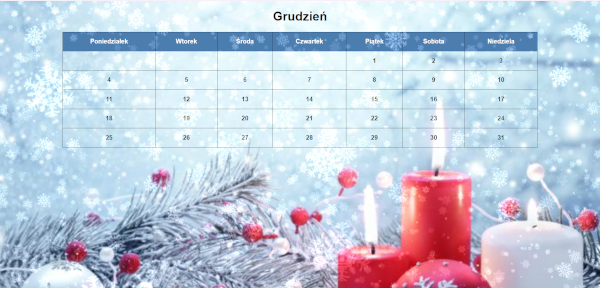 Grudzień
Poniedziałek Wtorek Środa Czwartek Piątek Sobota Niedziela
1 2 3
4 5 6 7 8 9 10
11 12 13 14 15 16 17
18 19 20 21 22 23 24
25 26 27 28 29 30 31